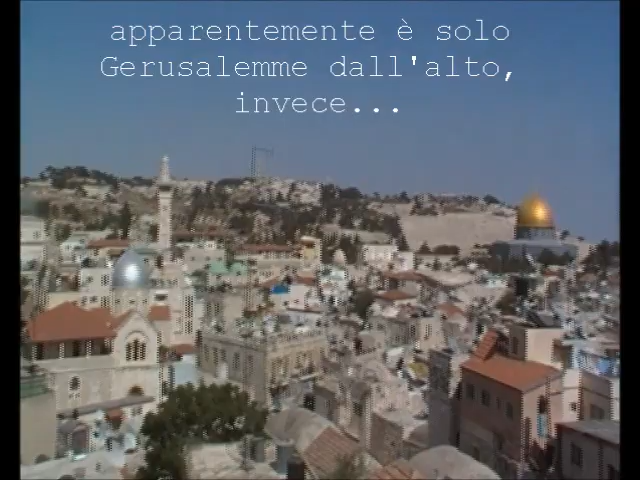 apparentemente è solo
Gerusalemme dall'alto,
invece...